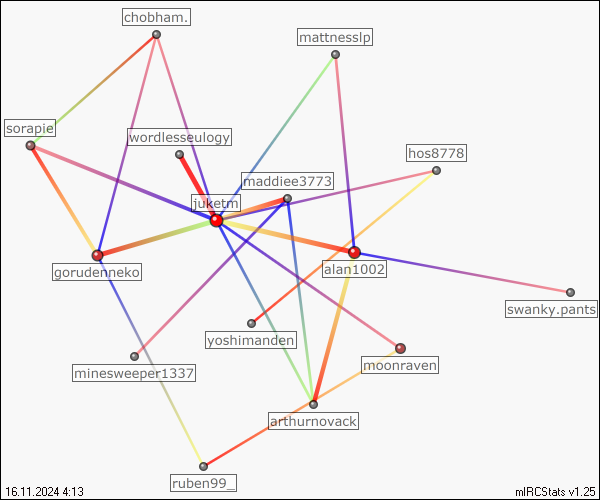 chobham.
mattnesslp
sorapie
wordlesseulogy
hos8778
maddiee3773
juketm
gorudenneko
alan1002
swanky.pants
yoshimanden
moonraven
minesweeper1337
arthurnovack
ruben99_
16.11.2024 4:13
mIRCStats v1.25